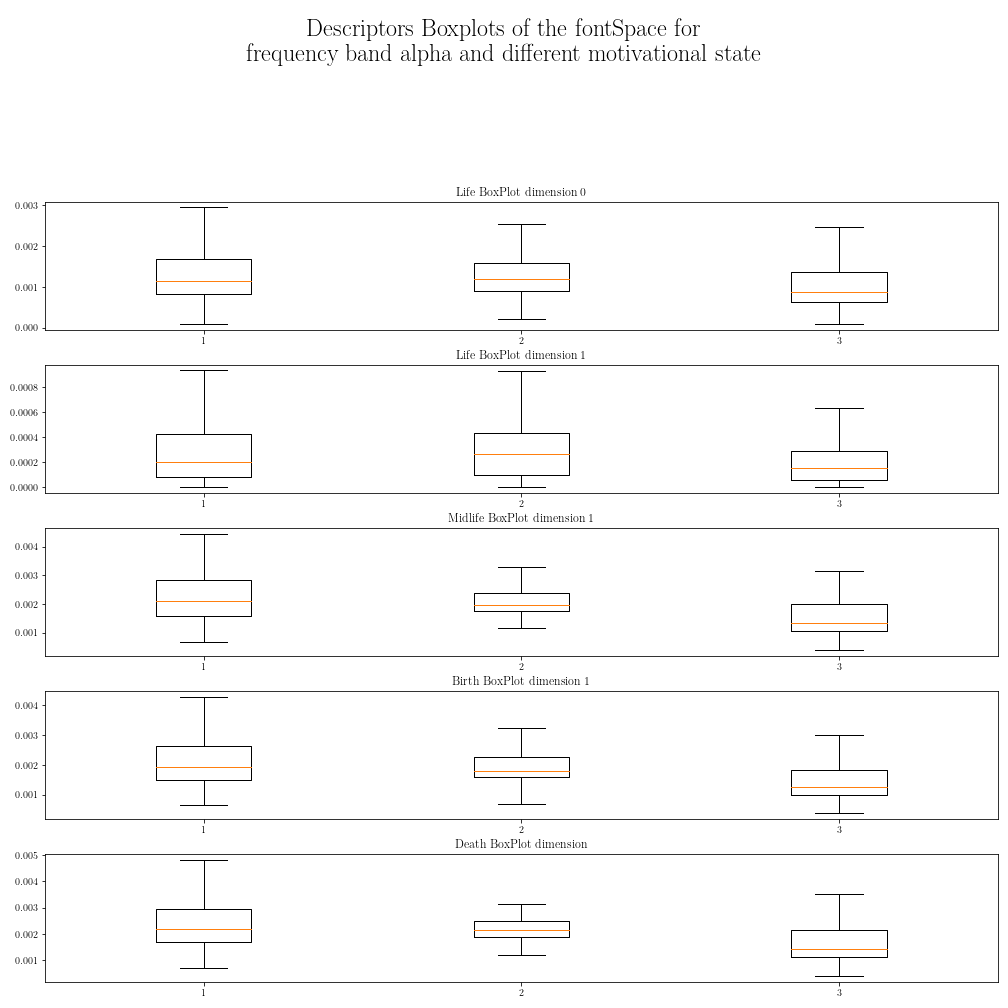 Descriptors Boxplots of the fontSpace for
frequency band alpha and different motivational state
Life BoxPlot dimension 0
0.003
0.002
0.001
0.000
1 2 3
Life BoxPlot dimension 1
0.0008
0.0006
0.0004
0.0002
0.0000
1 2 3
Midlife BoxPlot dimension 1
0.004
0.003
0.002
0.001
1 2 3
Birth BoxPlot dimension 1
0.004
0.003
0.002
0.001
1 2 3
Death BoxPlot dimension
0.005
0.004
0.003
0.002
0.001
1 2 3